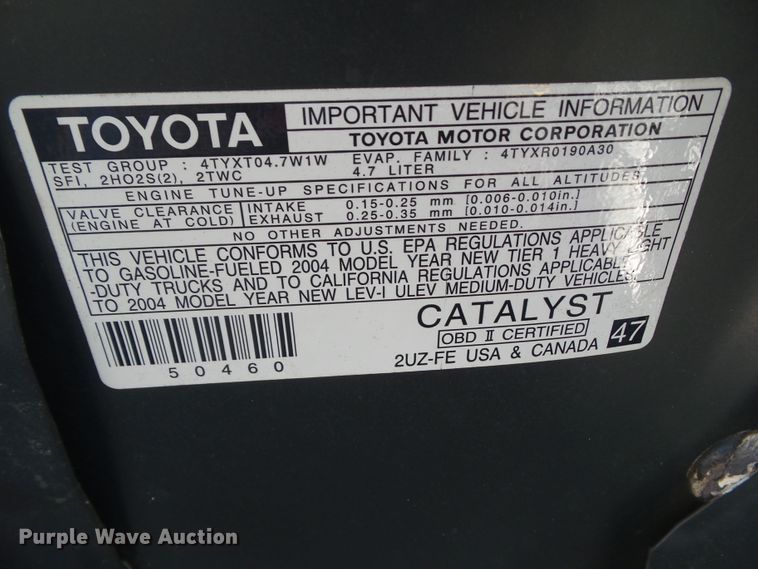 TOYOTA
IMPORTANT VEHICLE INFORMATION
TOYOTA MOTOR CORPORATION
TEST GROUP : 4TYXT04.7W1W EVAP. FAMILY : 4TYXR0190A30
SFI, 2HO2S(2), 2TWC 4.7 LITER
ENGINE TUNE-UP SPECIFICATIONS FOR ALL ALTITUDES
VALVE CLEARANCE INTAKE 0.15-0.25 mm [0.006-0.010in.]
(ENGINE AT COLD) EXHAUST 0.25-0.35 mm [0.010-0.014in.]
NO OTHER ADJUSTMENTS NEEDED.
THIS VEHICLE CONFORMS TO U.S. EPA REGULATIONS APPLICABLE
TO GASOLINE-FUELED 2004 MODEL YEAR NEW TIER 1 HEAVY LIGHT
-DUTY TRUCKS AND TO CALIFORNIA REGULATIONS APPLICABLE
TO 2004 MODEL YEAR NEW LEV-I ULEV MEDIUM-DUTY VEHICLES.
CATALYST
OBD II CERTIFIED 47
50460 2UZ-FE USA & CANADA
Purple Wave Auction